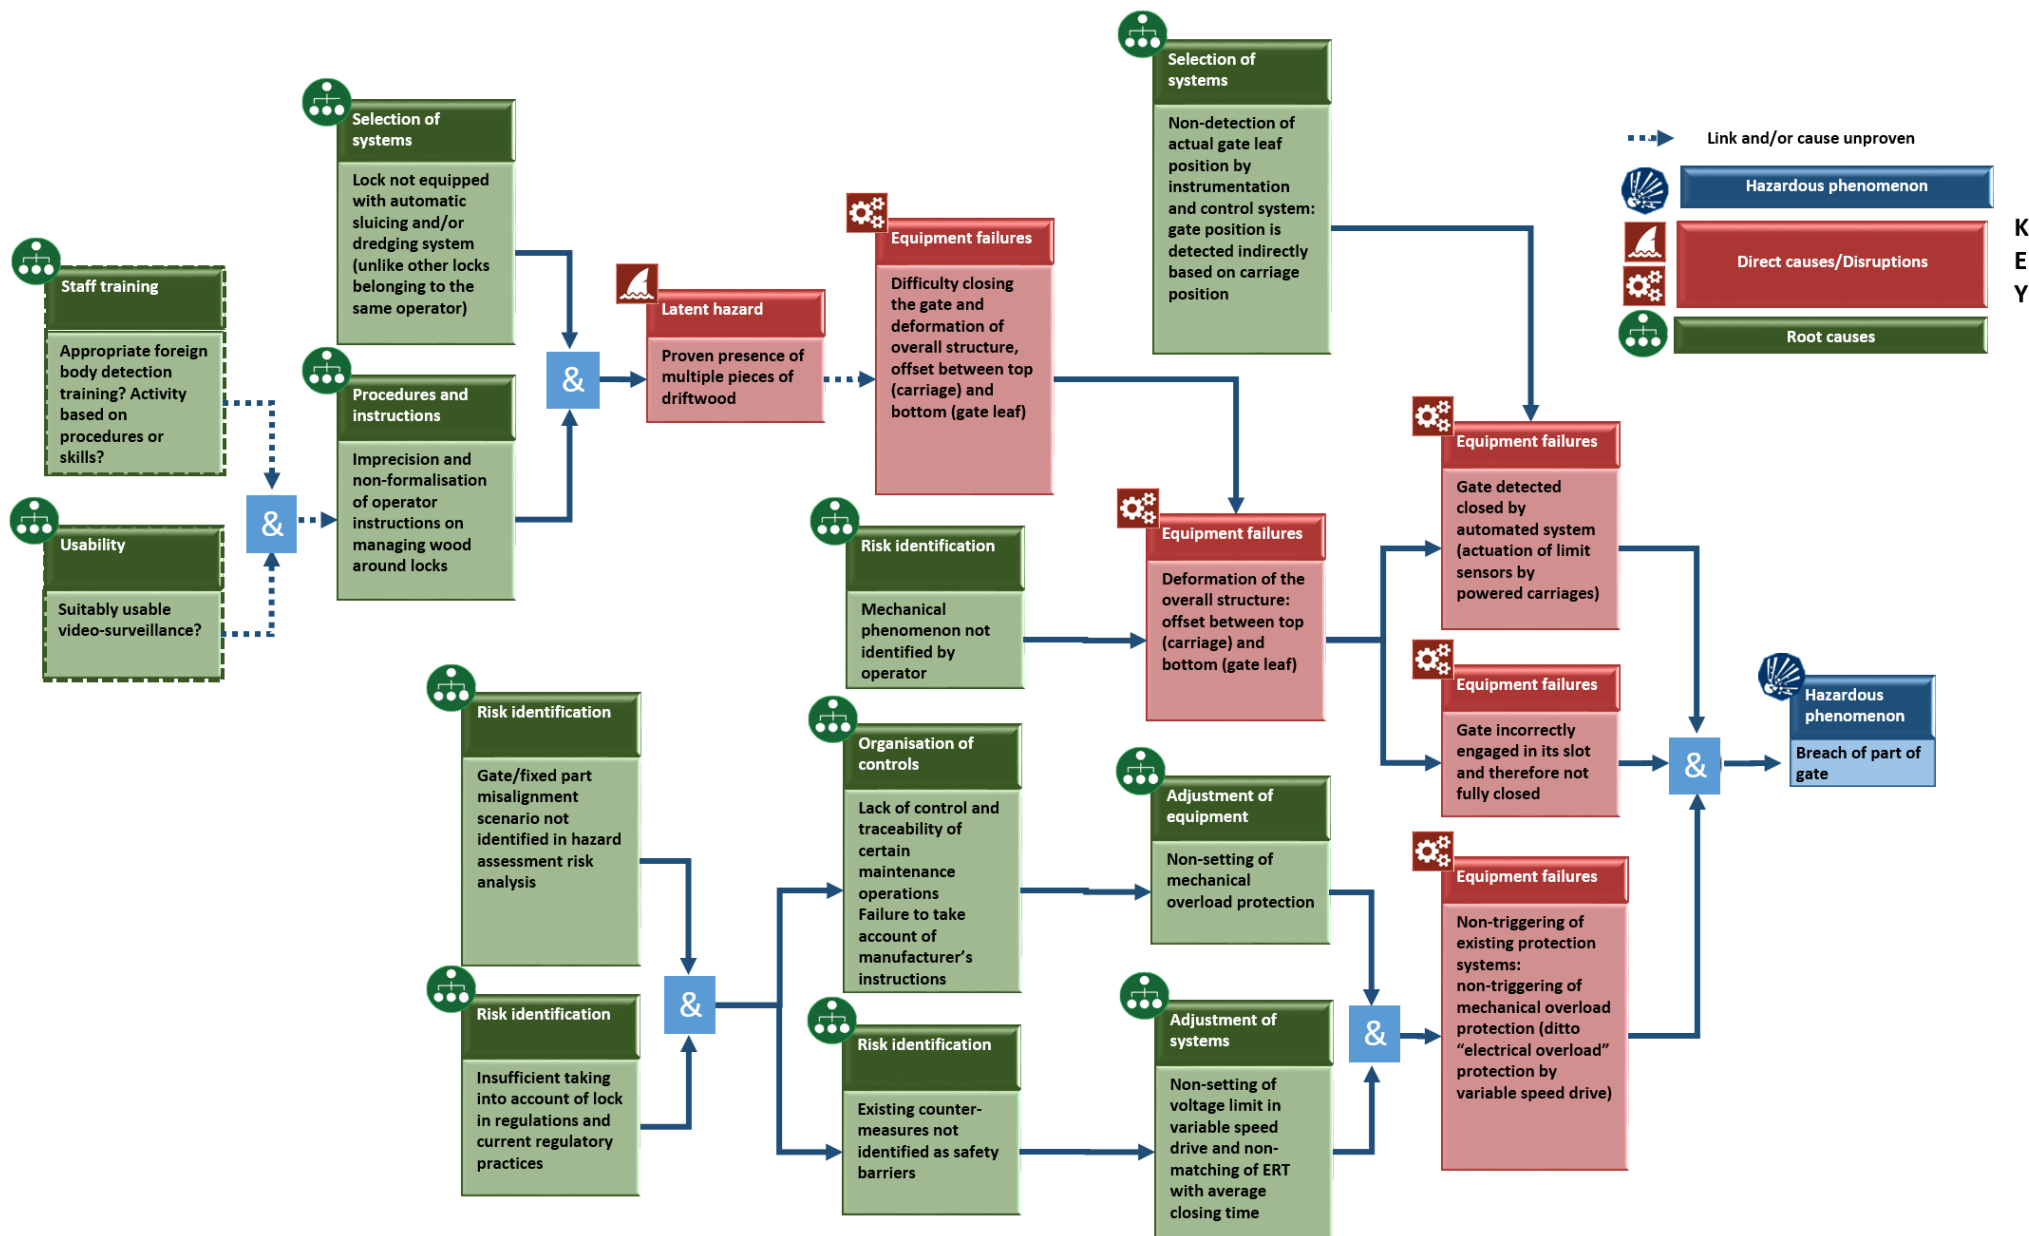 Selection of
systems
Non-detection of
actual gate leaf
position by
instrumentation
and control system:
gate position is
detected indirectly
based on carriage
position
Link and/or cause unproven
Hazardous phenomenon
Direct causes/Disruptions
Root causes
K
E
Y
Selection of
systems
Lock not equipped
with automatic
sluicing and/or
dredging system
(unlike other locks
belonging to the
same operator)
Staff training
Appropriate foreign
body detection
training? Activity
based on
procedures or
skills?
Usability
Suitably usable
video-surveillance?
&
Procedures and
instructions
Imprecision and
non-formalisation
of operator
instructions on
managing wood
around locks
&
Latent hazard
Proven presence of
multiple pieces of
driftwood
Equipment failures
Difficulty closing
the gate and
deformation of
overall structure,
offset between top
(carriage) and
bottom (gate leaf)
Risk identification
Mechanical
phenomenon not
identified by
operator
Equipment failures
Deformation of the
overall structure:
offset between top
(carriage) and
bottom (gate leaf)
Equipment failures
Gate detected
closed by
automated system
(actuation of limit
sensors by
powered carriages)
Equipment failures
Gate incorrectly
engaged in its slot
and therefore not
fully closed
&
Hazardous
phenomenon
Breach of part of
gate
Risk identification
Gate/fixed part
misalignment
scenario not
identified in hazard
assessment risk
analysis
Risk identification
Insufficient taking
into account of lock
in regulations and
current regulatory
practices
&
Organisation of
controls
Lack of control and
traceability of
certain
maintenance
operations
Failure to take
account of
manufacturer's
instructions
Risk identification
Existing counter-
measures not
identified as safety
barriers
Adjustment of
equipment
Non-setting of
mechanical
overload protection
Adjustment of
systems
Non-setting of
voltage limit in
variable speed
drive and non-
matching of ERT
with average
closing time
&
Equipment failures
Non-triggering of
existing protection
systems:
non-triggering of
mechanical overload
protection (ditto
“electrical overload”
protection by
variable speed drive)